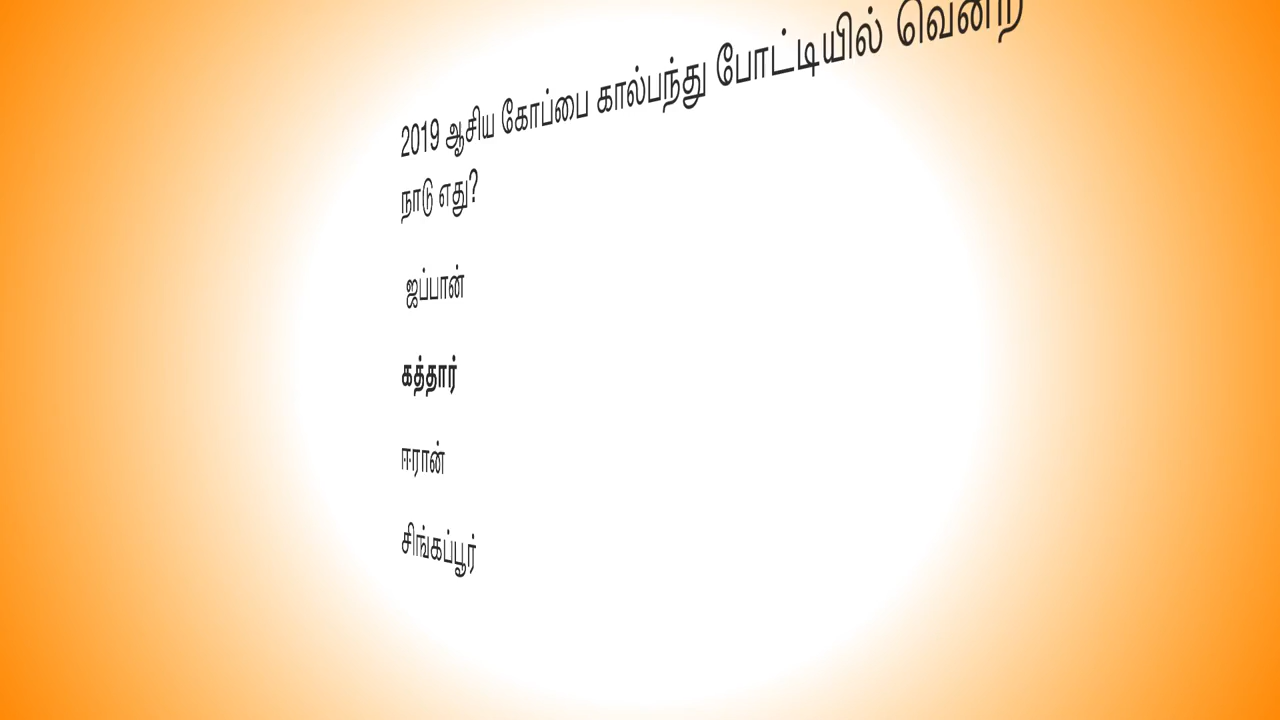 2019 ஆசிய கோப்பை கால்பந்து போட்டியில் வென்ற
நாடு எது?
ஜப்பான்
கத்தார்
ஈரான்
சிங்கப்பூர்